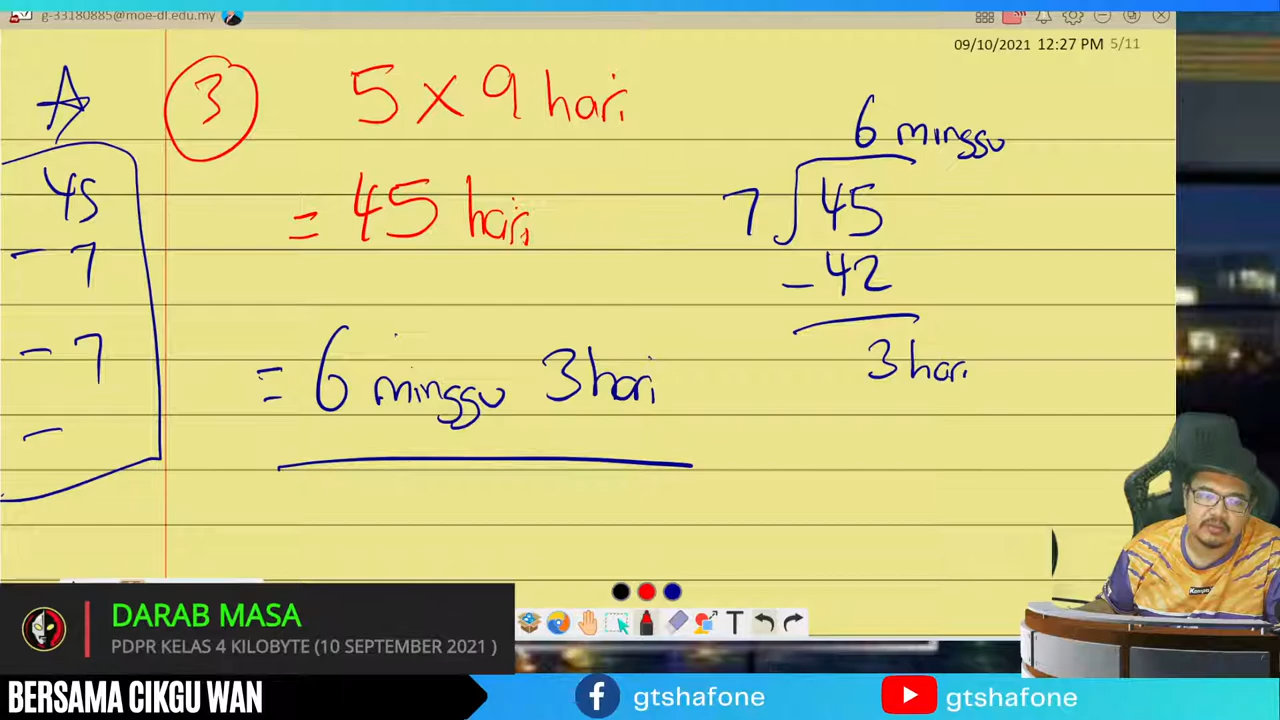 g-33180885@moe-dl.edu.my
09/10/2021 12:27 PM 5/11
A
45
- 7
- 7
-
3
5 × 9 hari
= 45 hari
= 6 minggu 3 hari
6 minggu
7 45
- 42
3 hari
DARAB MASA
PDPR KELAS 4 KILOBYTE (10 SEPTEMBER 2021 )
BERSAMA CIKGU WAN
gtshafone
gtshafone